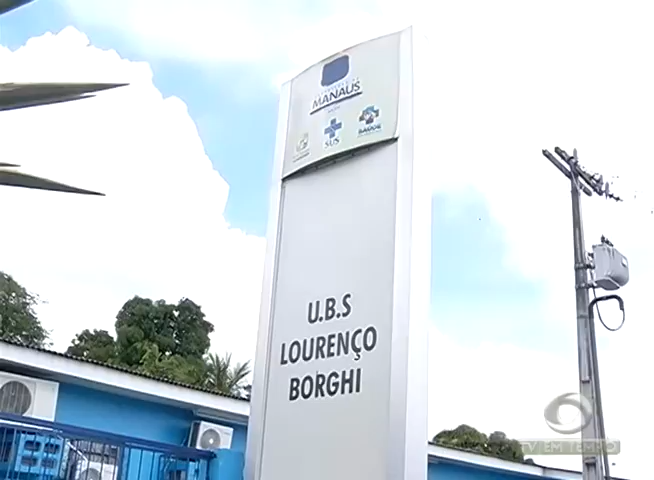 MANAUS
SUS
SAÚDE
U.B.S
LOURENÇO
BORGHI
TV EM TEMPO